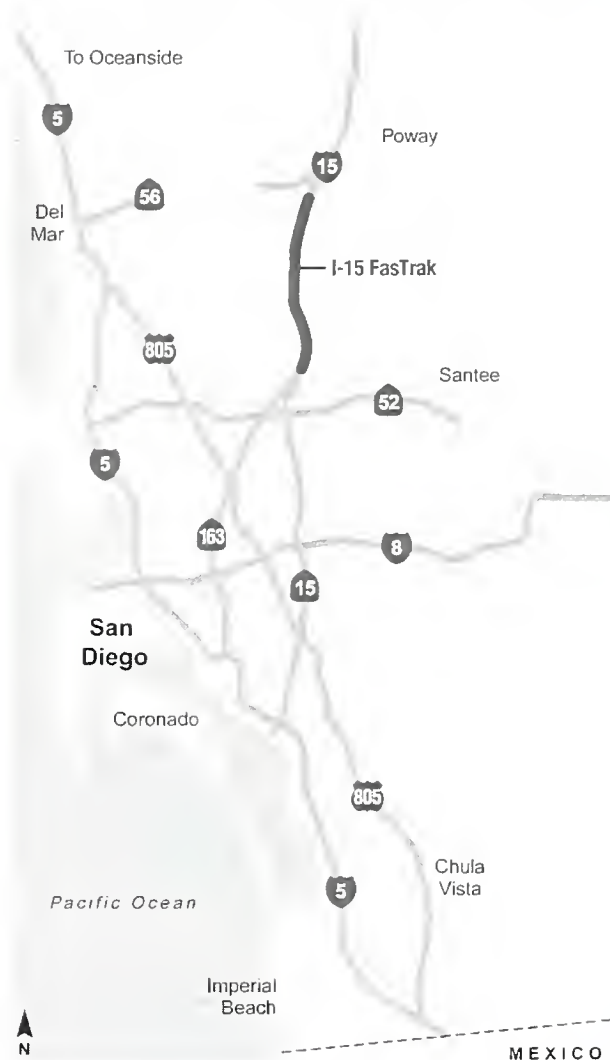 To Oceanside
5
Poway
15
56
Del
Mar
I-15 FasTrak
805
Santee
52
5
163
8
15
San
Diego
Coronado
805
Chula
Vista
5
Pacific Ocean
Imperial
Beach
N
MEXICO